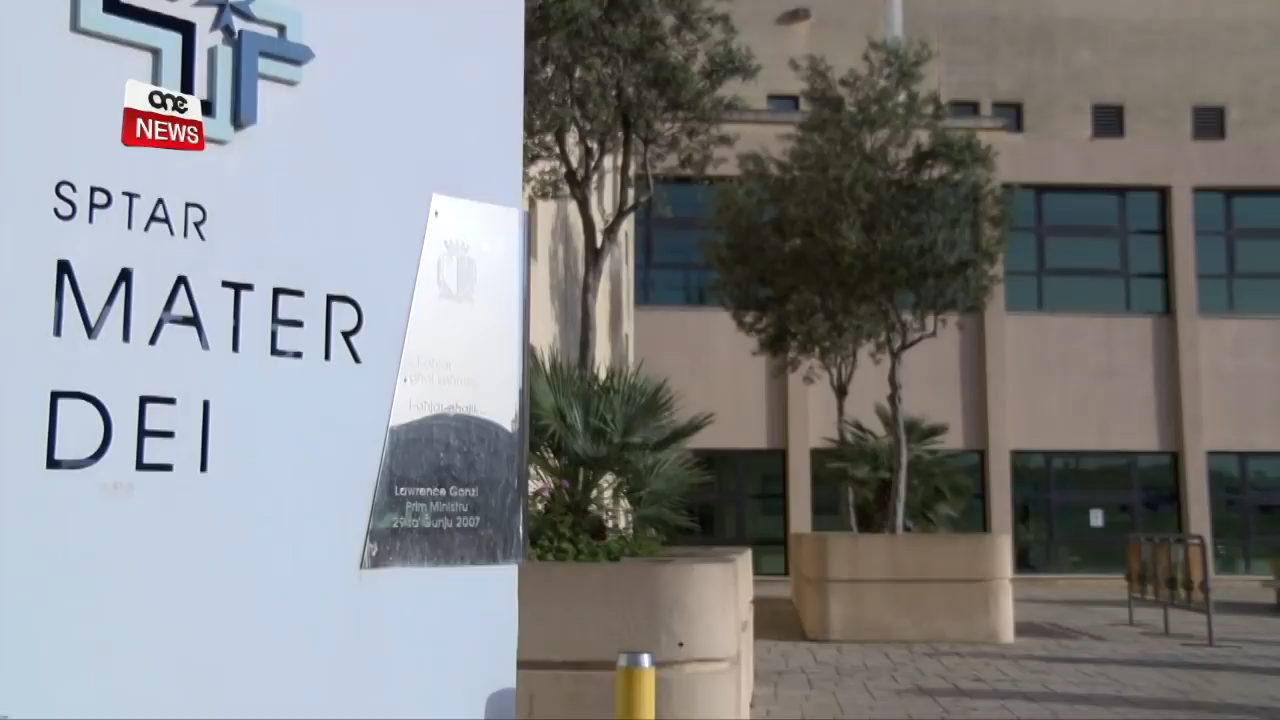 one
NEWS
SPTAR
MATER
DEI
Lawrence Gonzi
Prim Ministru
29 ta' Ġunju 2007